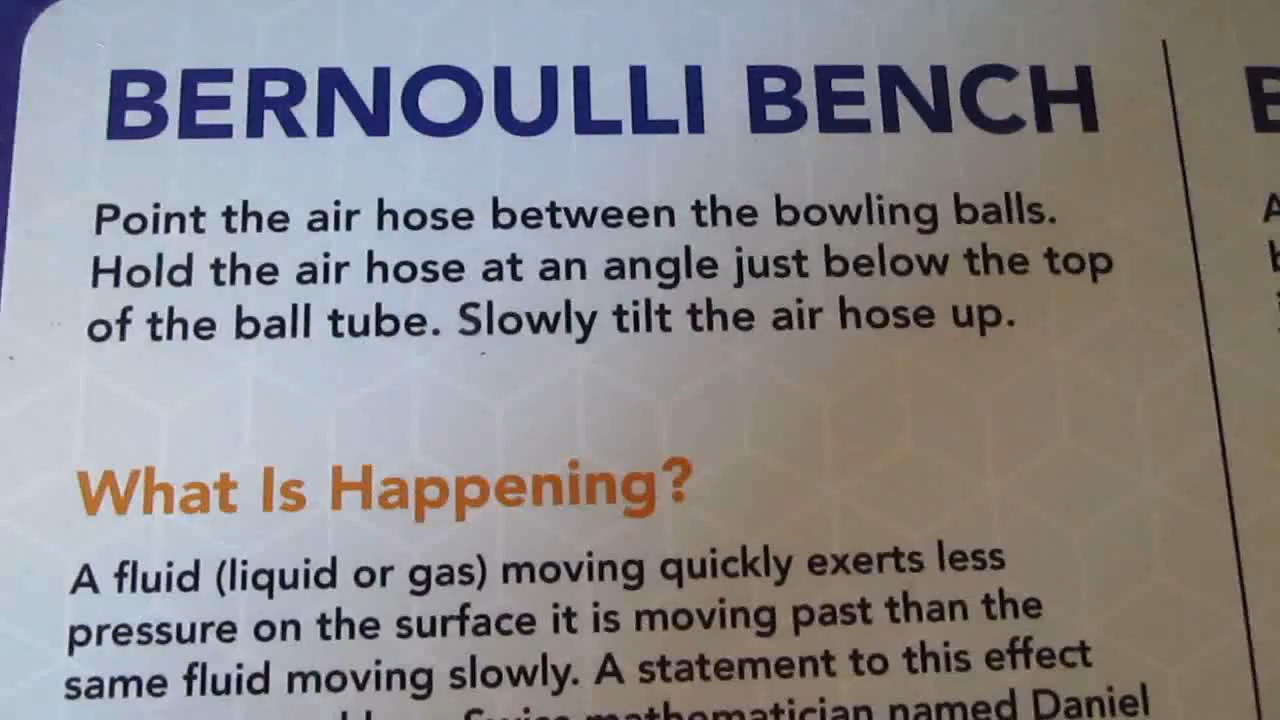 BERNOULLI BENCH
Point the air hose between the bowling balls.
Hold the air hose at an angle just below the top
of the ball tube. Slowly tilt the air hose up.
What Is Happening?
A fluid (liquid or gas) moving quickly exerts less
pressure on the surface it is moving past than the
same fluid moving slowly. A statement to this effect
mathematician named Daniel